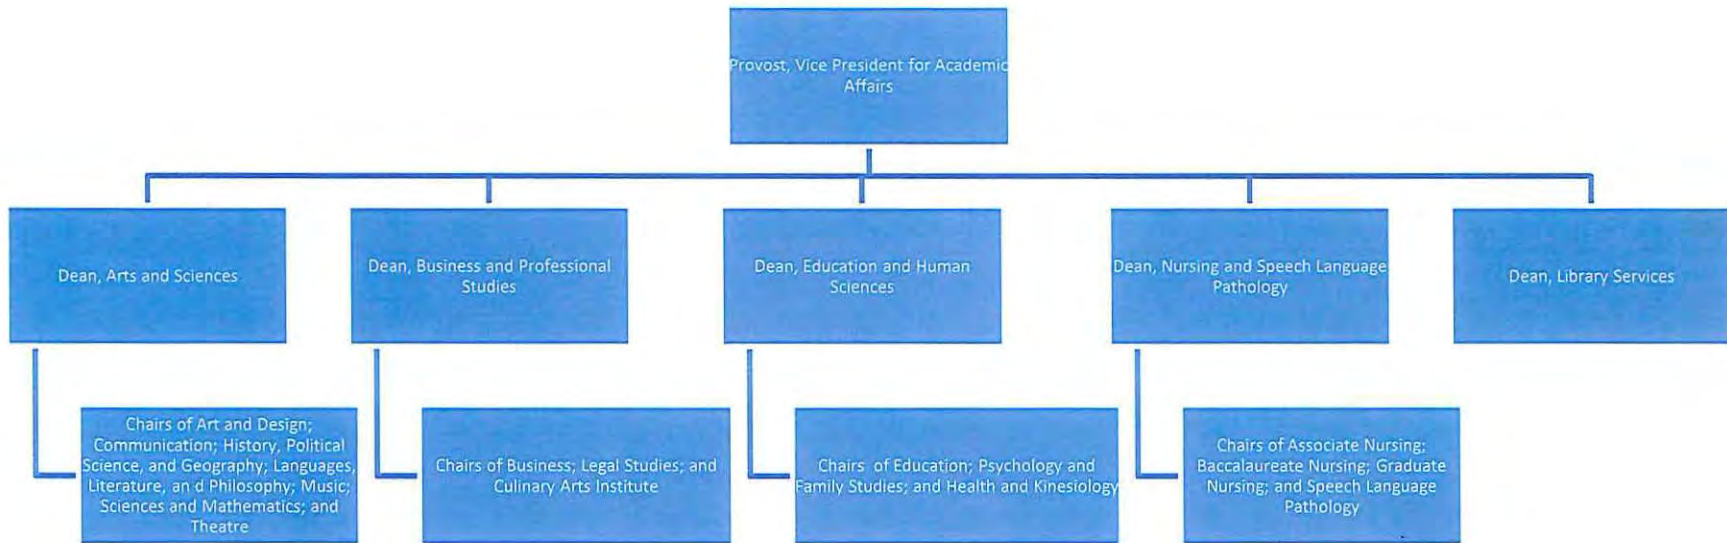 Provost, Vice President for Academic
Affairs
Dean, Arts and Sciences
Dean, Business and Professional
Studies
Dean, Education and Human
Sciences
Dean, Nursing and Speech Language
Pathology
Dean, Library Services
Chairs of Art and Design;
Communication; History, Political
Science, and Geography; Languages,
Literature, an d Philosophy; Music;
Sciences and Mathematics; and
Theatre
Chairs of Business; Legal Studies; and
Culinary Arts Institute
Chairs of Education; Psychology and
Family Studies; and Health and Kinesiology
Chairs of Associate Nursing;
Baccalaureate Nursing; Graduate
Nursing; and Speech Language
Pathology